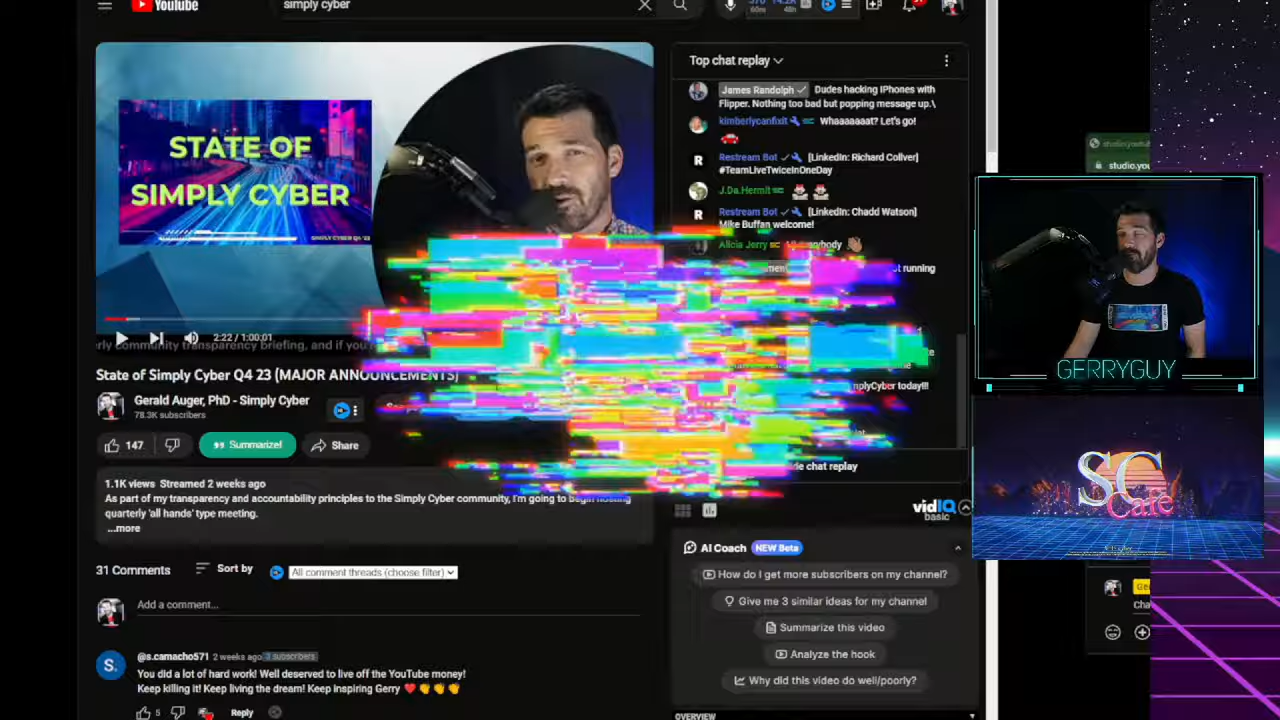 YouTube
simply cyber
STATE OF
SIMPLY CYBER
2:22 / 1:00:01
State of Simply Cyber Q4 23 (MAJOR ANNOUNCEMENTS)
Gerald Auger, PhD - Simply Cyber
78.3K subscribers
147
Summarize!
Share
1.1K views Streamed 2 weeks ago
As part of my transparency and accountability principles to the Simply Cyber community, I'm going to begin hosting
quarterly 'all hands' type meeting.
...more
31 Comments
Sort by
All comment threads (choose filter)
Add a comment...
S.
@s.camacho571 2 weeks ago 3 subscribers
You did a lot of hard work! Well deserved to live off the YouTube money!
Keep killing it! Keep living the dream! Keep inspiring Gerry ❤️👏👏👏
5
Reply
Top chat replay
James Randolph Dudes hacking IPhones with
Flipper. Nothing too bad but popping message up.\
kimberlycanfixit Whaaaaaat? Let's go!
R
Restream Bot [LinkedIn: Richard Collver]
#TeamLiveTwiceInOneDay
J.Da.Hermit
R
Restream Bot [LinkedIn: Chadd Watson]
Mike Buffan welcome!
Alicia Jerry
running
today!!!
chat replay
vidIQ
basic
AI Coach NEW Beta
How do I get more subscribers on my channel?
Give me 3 similar ideas for my channel
Summarize this video
Analyze the hook
Why did this video do well/poorly?
OVERVIEW
GERRYGUY
SC
Cafe